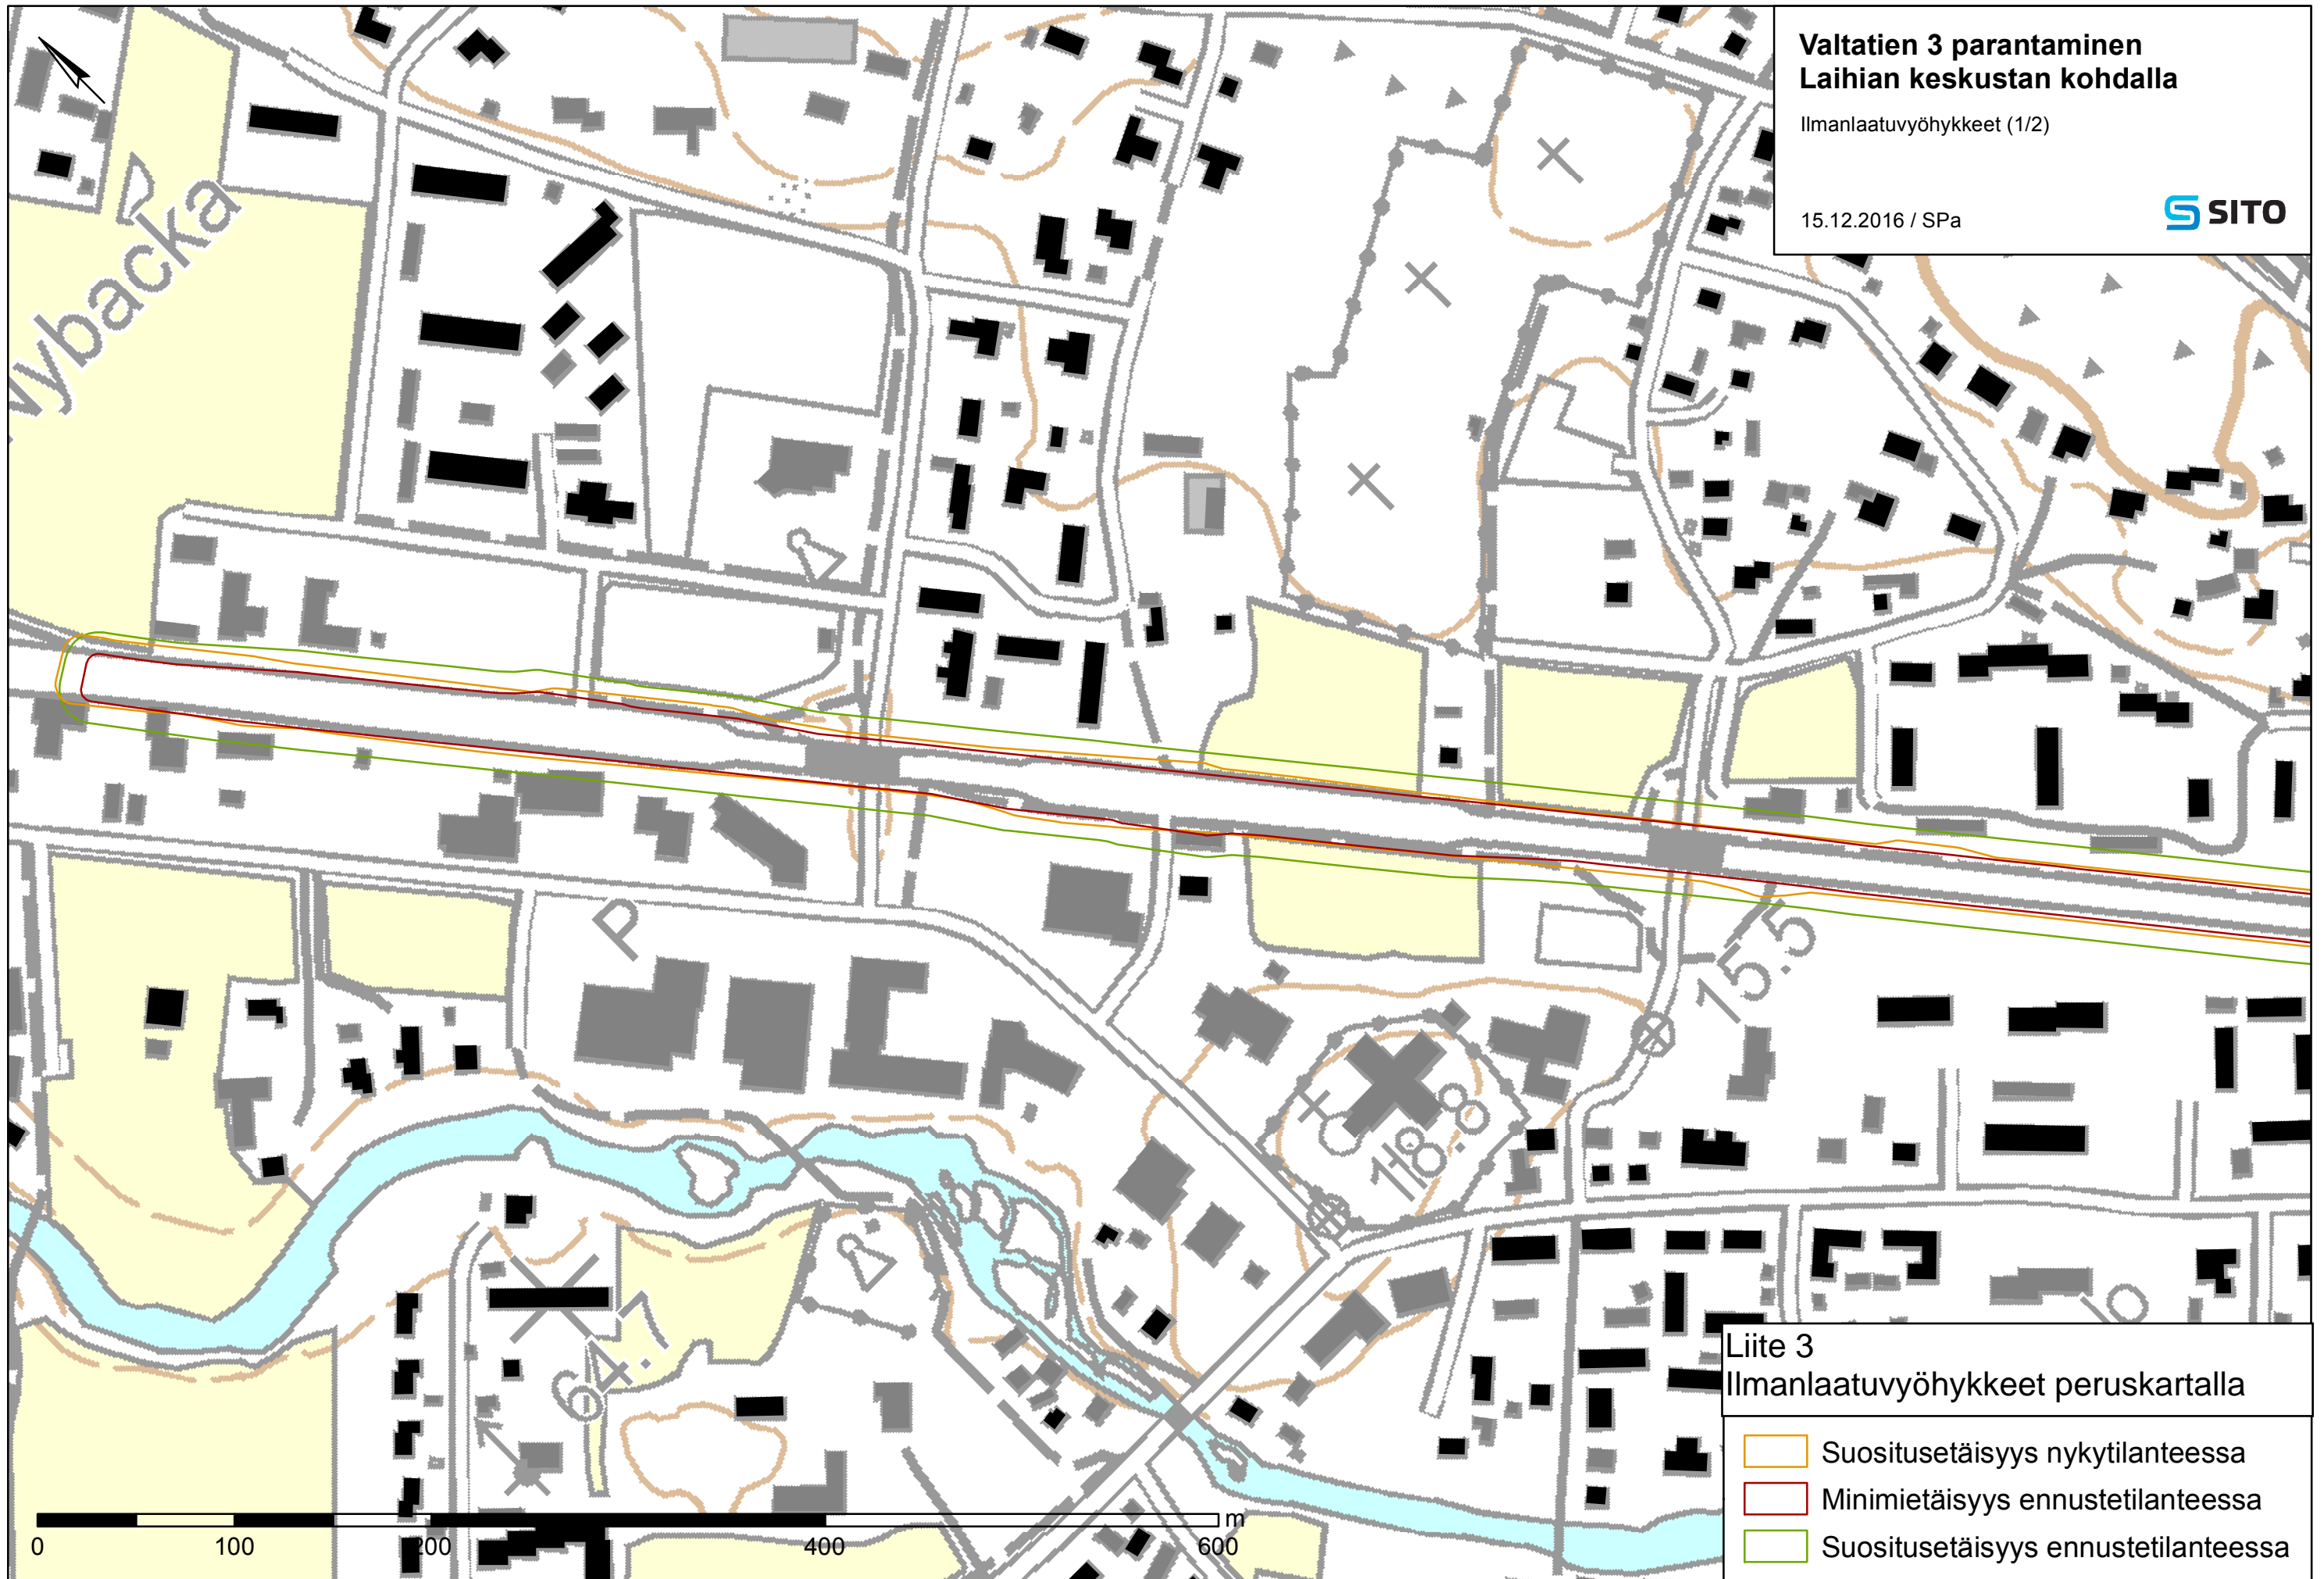 Valtatien 3 parantaminen
Laihian keskustan kohdalla
Ilmanlaatuvyöhykkeet (1/2)
15.12.2016 / SPa
SITO
P
15.5
18.8
64.7
Liite 3
Ilmanlaatuvyöhykkeet peruskartalla
Suositusetäisyys nykytilanteessa
Minimietäisyys ennustetilanteessa
Suositusetäisyys ennustetilanteessa
m
0 100 200 400 600